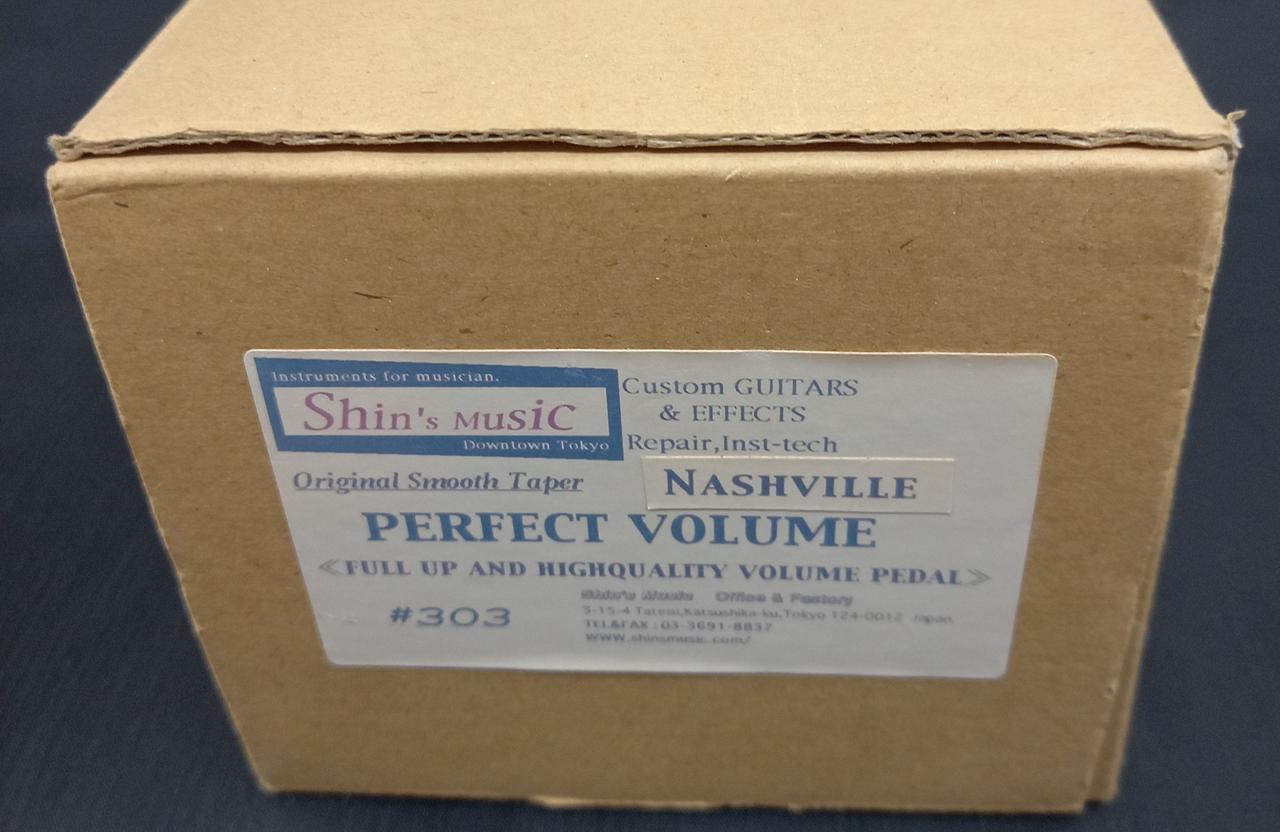 Instruments for musician.
Shin's Music
Downtown Tokyo
Custom GUITARS
& EFFECTS
Repair,Inst-tech
Original Smooth Taper
NASHVILLE
PERFECT VOLUME
≪FULL UP AND HIGHQUALITY VOLUME PEDAL≫
#303
Shin's Music Office & Factory
3-15-4 Tateisi,Katsushika-ku,Tokyo 124-0012 Japan
TEL&FAX : 03-3691-8837
www.shinsmusic.com/